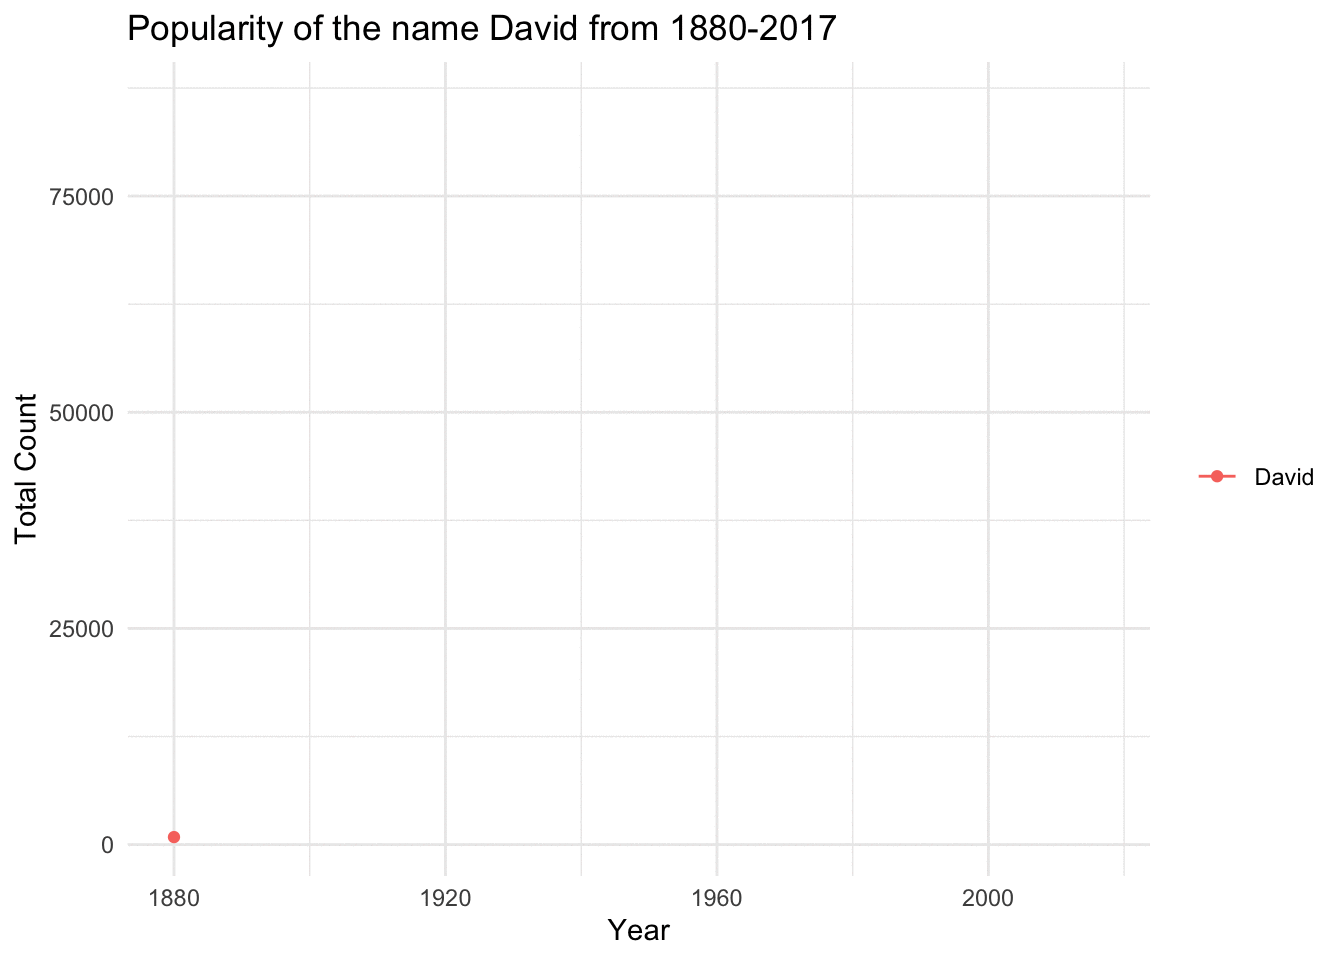 Popularity of the name David from 1880-2017
75000
50000
25000
0
Total Count
1880 1920 1960 2000
Year
David